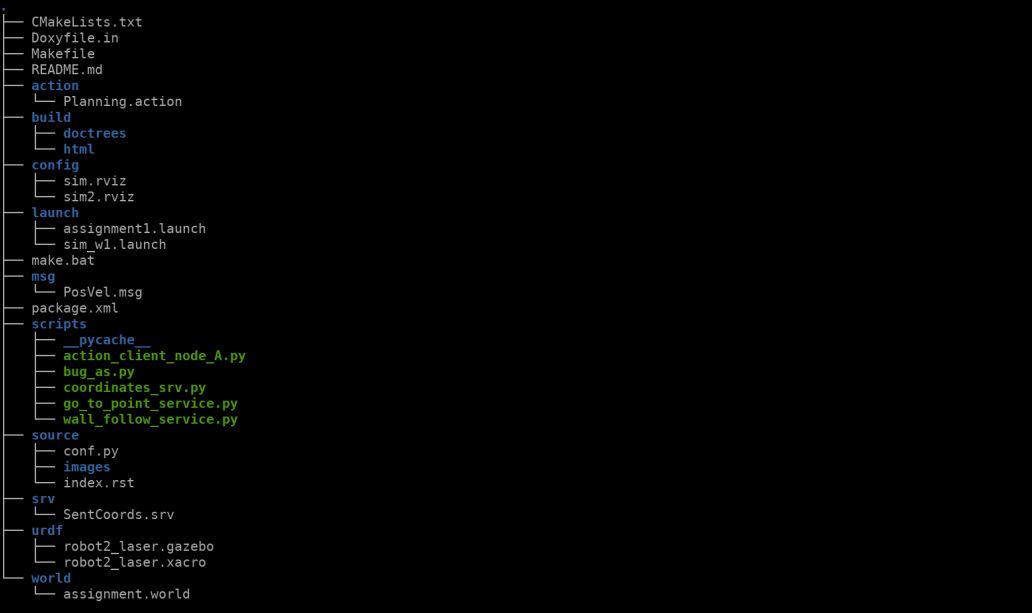 .
├── CMakeLists.txt
├── Doxyfile.in
├── Makefile
├── README.md
├── action
│   └── Planning.action
├── build
│   ├── doctrees
│   └── html
├── config
│   ├── sim.rviz
│   └── sim2.rviz
├── launch
│   ├── assignment1.launch
│   └── sim_w1.launch
├── make.bat
├── msg
│   └── PosVel.msg
├── package.xml
├── scripts
│   ├── __pycache__
│   ├── action_client_node_A.py
│   ├── bug_as.py
│   ├── coordinates_srv.py
│   ├── go_to_point_service.py
│   └── wall_follow_service.py
├── source
│   ├── conf.py
│   ├── images
│   └── index.rst
├── srv
│   └── SentCoords.srv
├── urdf
│   ├── robot2_laser.gazebo
│   └── robot2_laser.xacro
└── world
    └── assignment.world